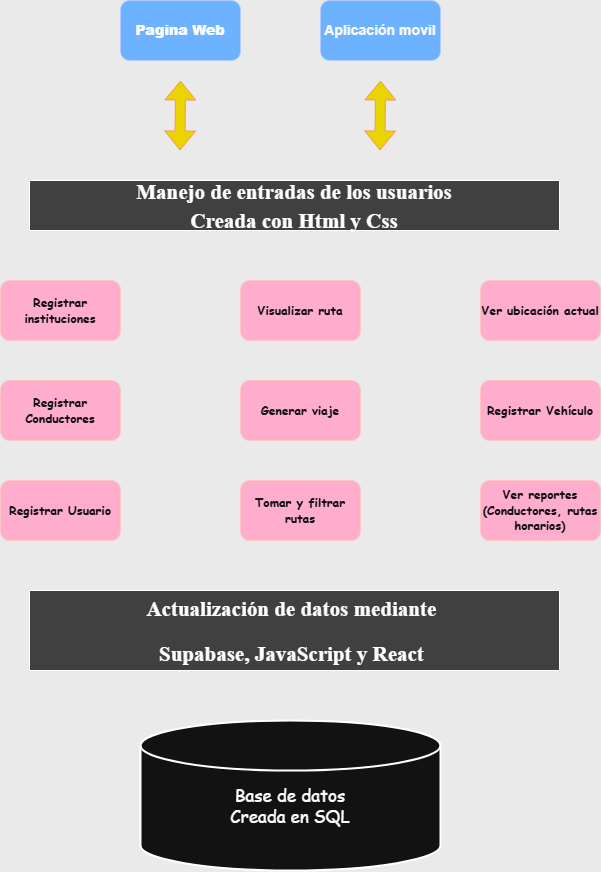 Pagina Web
Aplicación movil
Manejo de entradas de los usuarios
Creada con Html y Css
Registrar
instituciones
Visualizar ruta
Ver ubicación actual
Registrar
Conductores
Generar viaje
Registrar Vehículo
Registrar Usuario
Tomar y filtrar
rutas
Ver reportes
(Conductores, rutas
horarios)
Actualización de datos mediante
Supabase, JavaScript y React
Base de datos
Creada en SQL